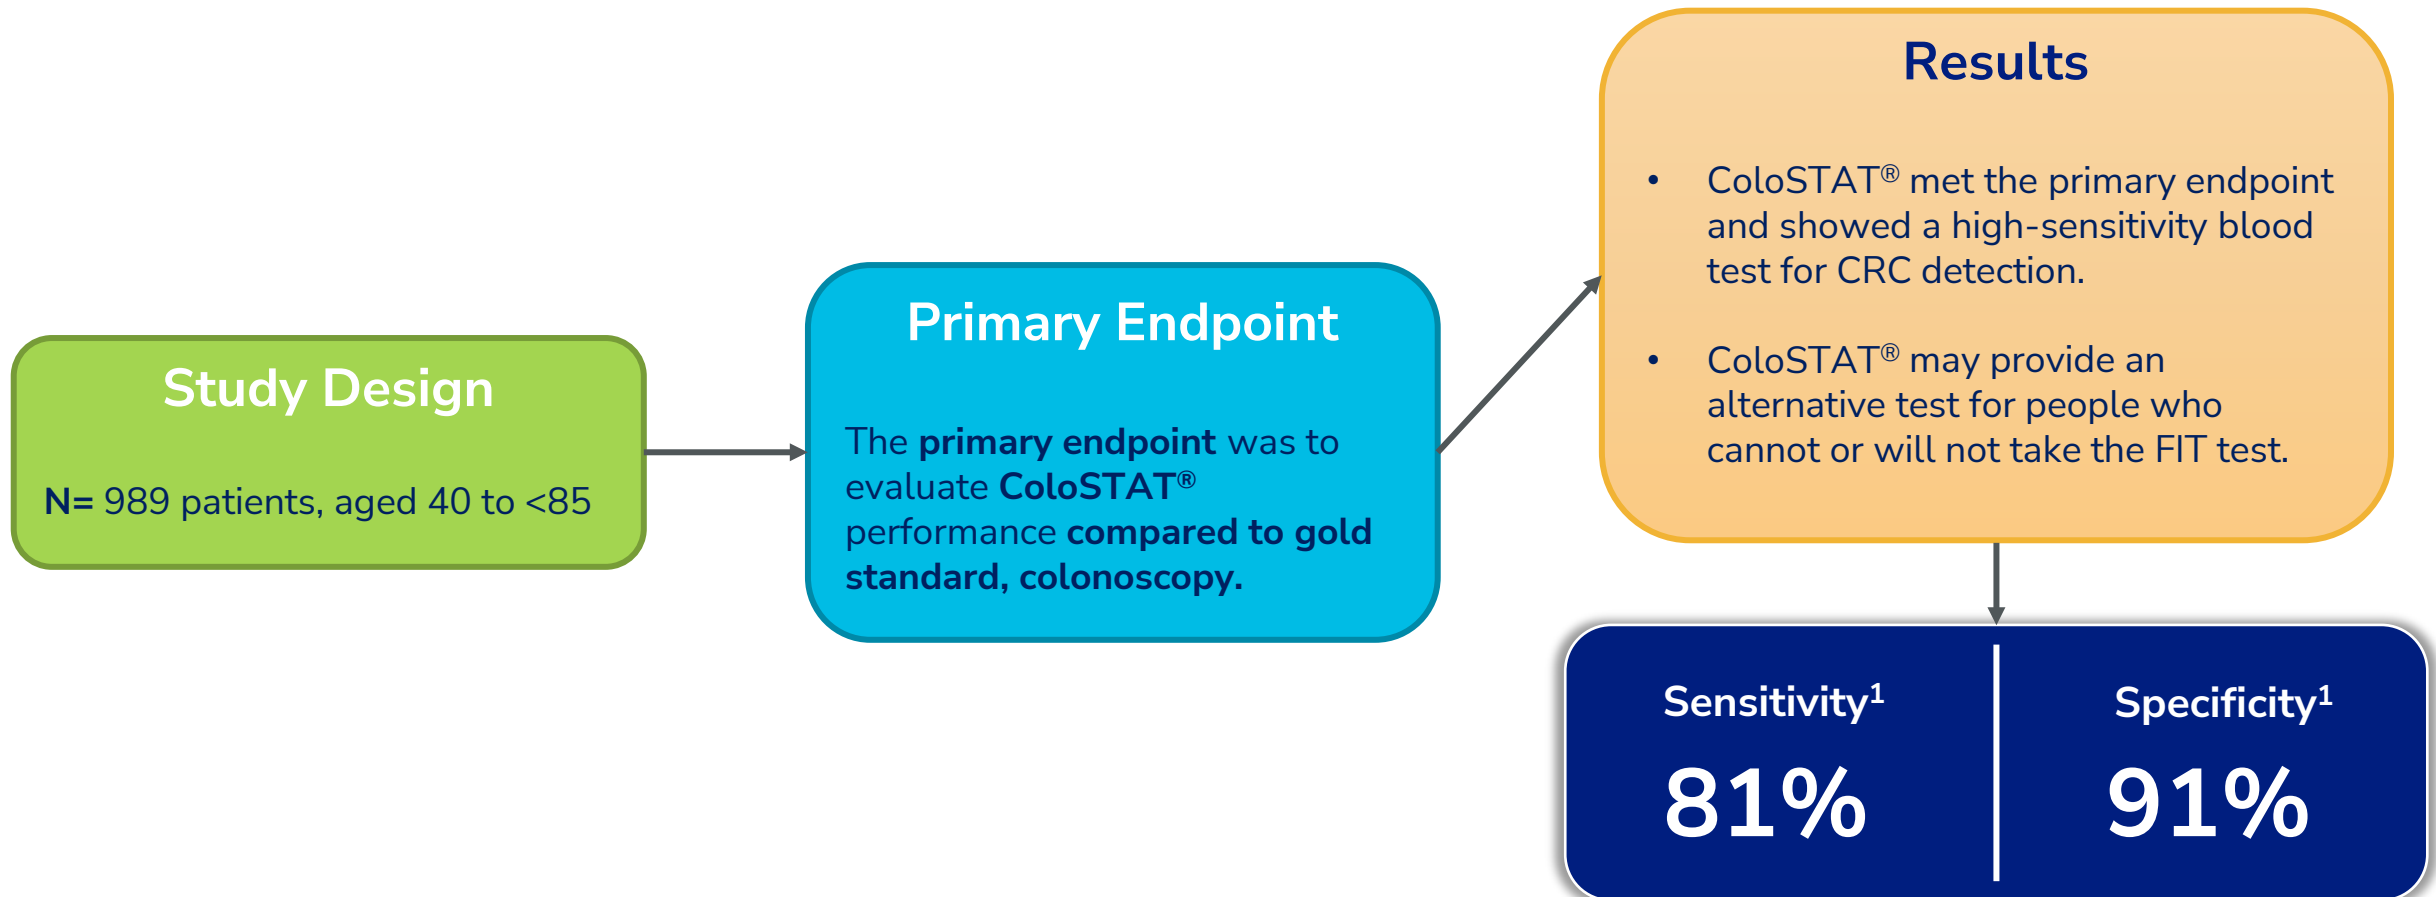 Study Design
N= 989 patients, aged 40 to <85
Primary Endpoint
The primary endpoint was to
evaluate ColoSTAT®
performance compared to gold
standard, colonoscopy.
Results
• ColoSTAT® met the primary endpoint
and showed a high-sensitivity blood
test for CRC detection.
• ColoSTAT® may provide an
alternative test for people who
cannot or will not take the FIT test.
Sensitivity¹
81%
Specificity¹
91%